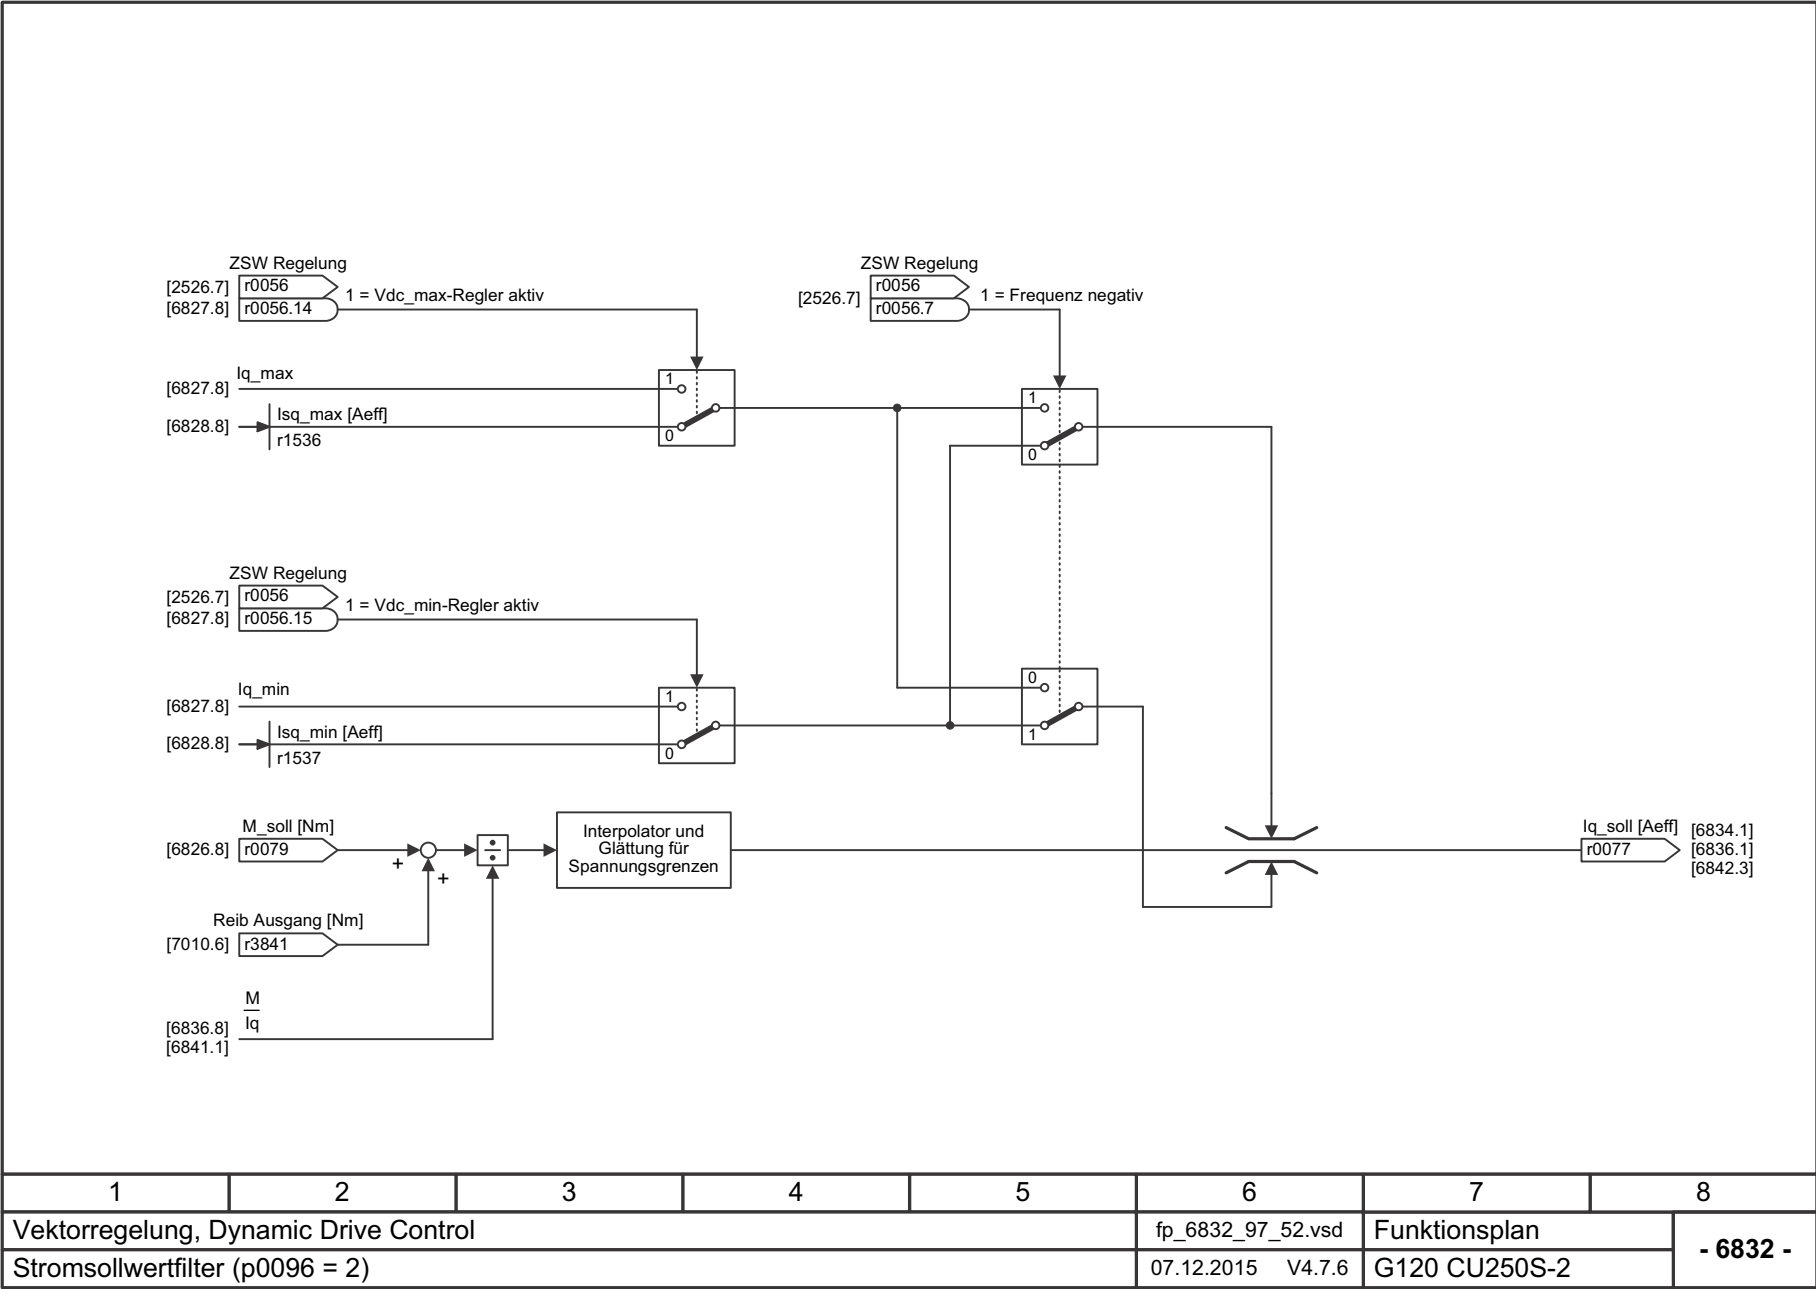 ZSW Regelung
[2526.7] r0056
[6827.8] r0056.14
1 = Vdc_max-Regler aktiv
ZSW Regelung
[2526.7]
r0056
r0056.7
1 = Frequenz negativ
Iq_max
[6827.8]
1
[6828.8]
Isq_max [Aeff]
r1536
0
1
0
ZSW Regelung
[2526.7] r0056
[6827.8] r0056.15
1 = Vdc_min-Regler aktiv
Iq_min
[6827.8]
1
[6828.8]
Isq_min [Aeff]
r1537
0
0
1
M_soll [Nm]
[6826.8] r0079
+
+
÷
Interpolator und
Glättung für
Spannungsgrenzen
Iq_soll [Aeff]
r0077
[6834.1]
[6836.1]
[6842.3]
Reib Ausgang [Nm]
[7010.6] r3841
M
Iq
[6836.8]
[6841.1]
1 2 3 4 5 6 7 8
Vektorregelung, Dynamic Drive Control
fp_6832_97_52.vsd
Funktionsplan
- 6832 -
Stromsollwertfilter (p0096 = 2)
07.12.2015 V4.7.6
G120 CU250S-2